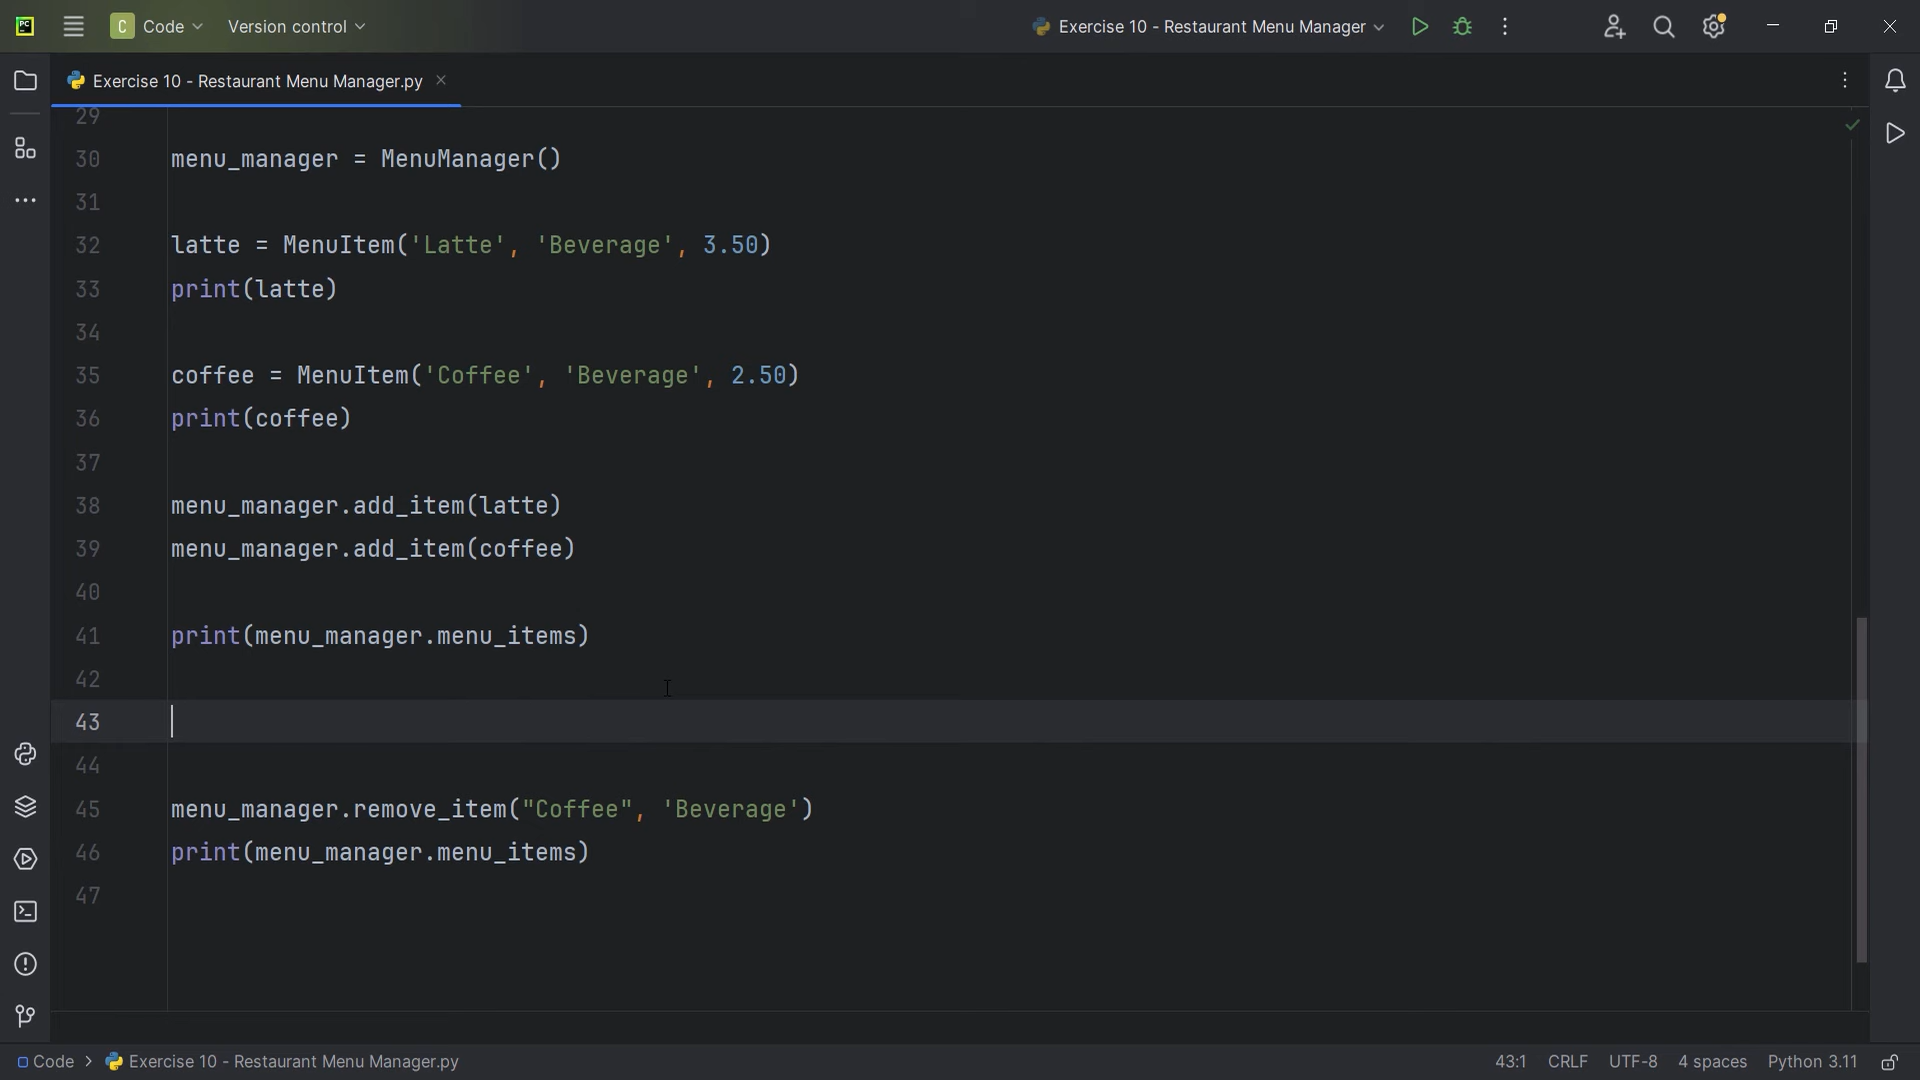 PC
C Code Version control Exercise 10 - Restaurant Menu Manager
Exercise 10 - Restaurant Menu Manager.py
29
30 menu_manager = MenuManager()
31
32 latte = MenuItem('Latte', 'Beverage', 3.50)
33 print(latte)
34
35 coffee = MenuItem('Coffee', 'Beverage', 2.50)
36 print(coffee)
37
38 menu_manager.add_item(latte)
39 menu_manager.add_item(coffee)
40
41 print(menu_manager.menu_items)
42
43
44
45 menu_manager.remove_item("Coffee", 'Beverage')
46 print(menu_manager.menu_items)
47
Code > Exercise 10 - Restaurant Menu Manager.py 43:1 CRLF UTF-8 4 spaces Python 3.11